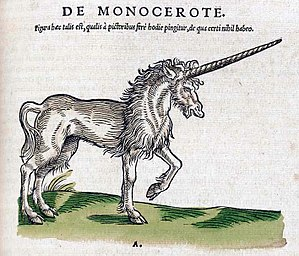 DE MONOCEROTE.
Figura hæc talis est, qualis à pictoribus ferè hodie pingitur, de qua certi nihil habeo.
A.